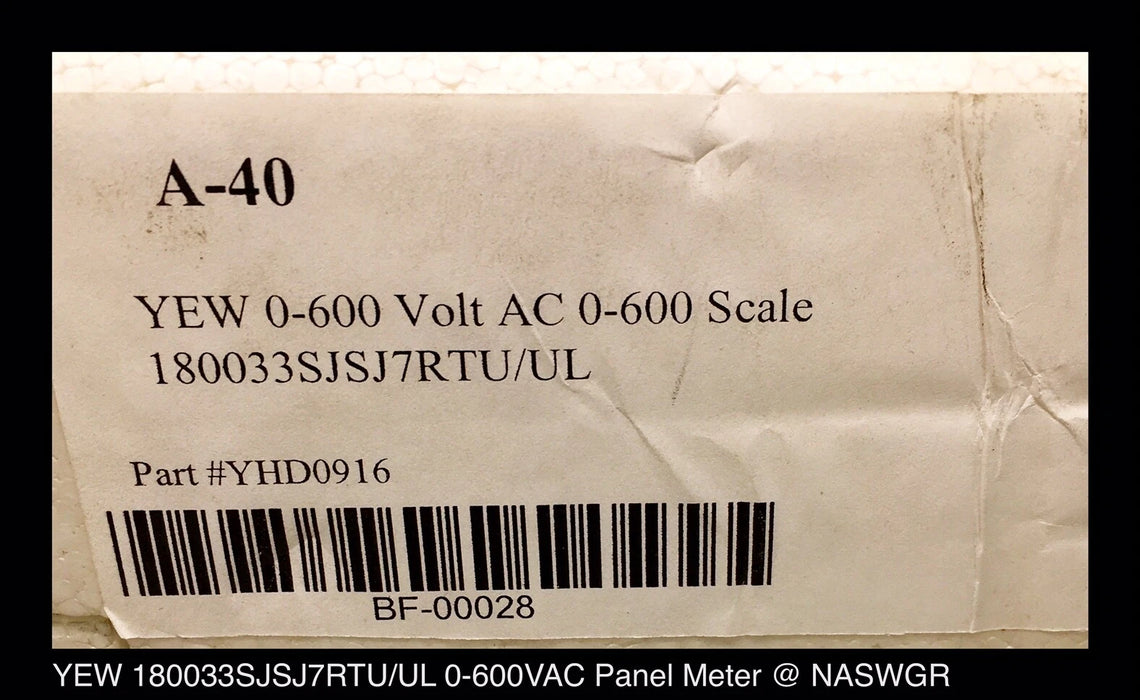 A-40
YEW 0-600 Volt AC 0-600 Scale
180033SJSJ7RTU/UL
Part #YHD0916
BF-00028
YEW 180033SJSJ7RTU/UL 0-600VAC Panel Meter @ NASWGR